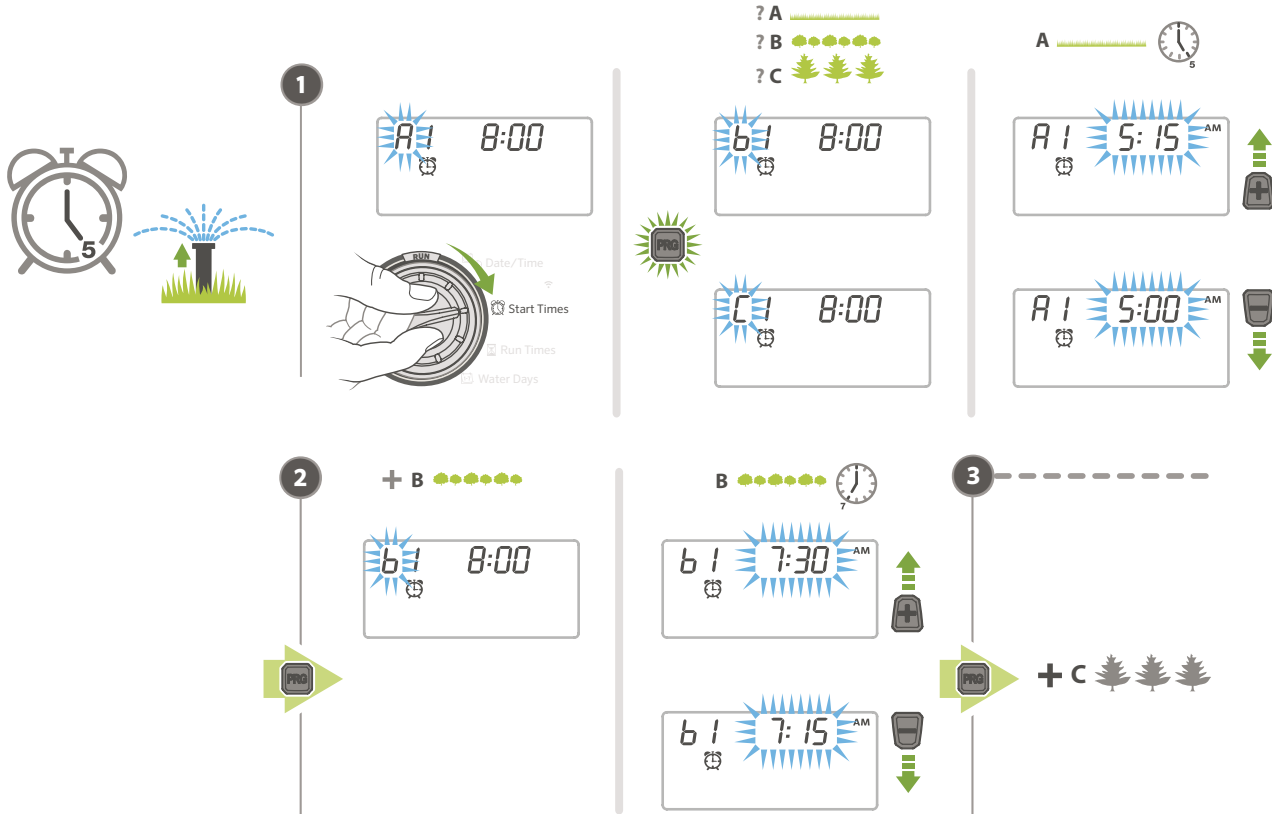 5
1
A1 8:00
RUN
Date/Time
Start Times
Run Times
Water Days
? A
? B
? C
b1 8:00
PRG
C1 8:00
A
5
A1 5:15 AM
+
A1 5:00 AM
−
2
+ B
b1 8:00
PRG
B
7
b1 7:30 AM
+
b1 7:15 AM
−
3
PRG
+ C